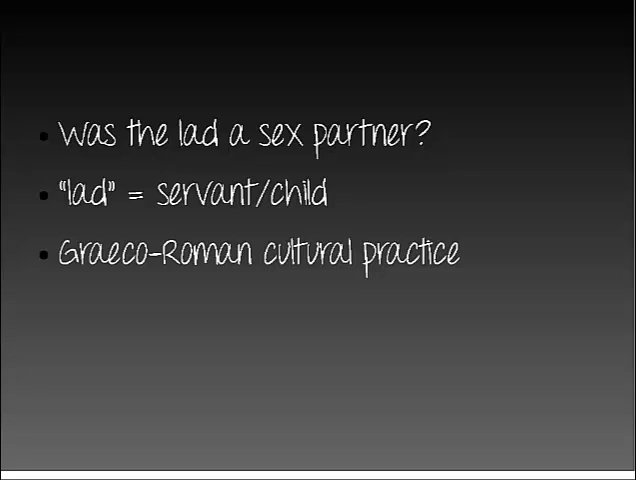 • Was the lad a sex partner?
• "lad" = servant/child
• Graeco-Roman cultural practice